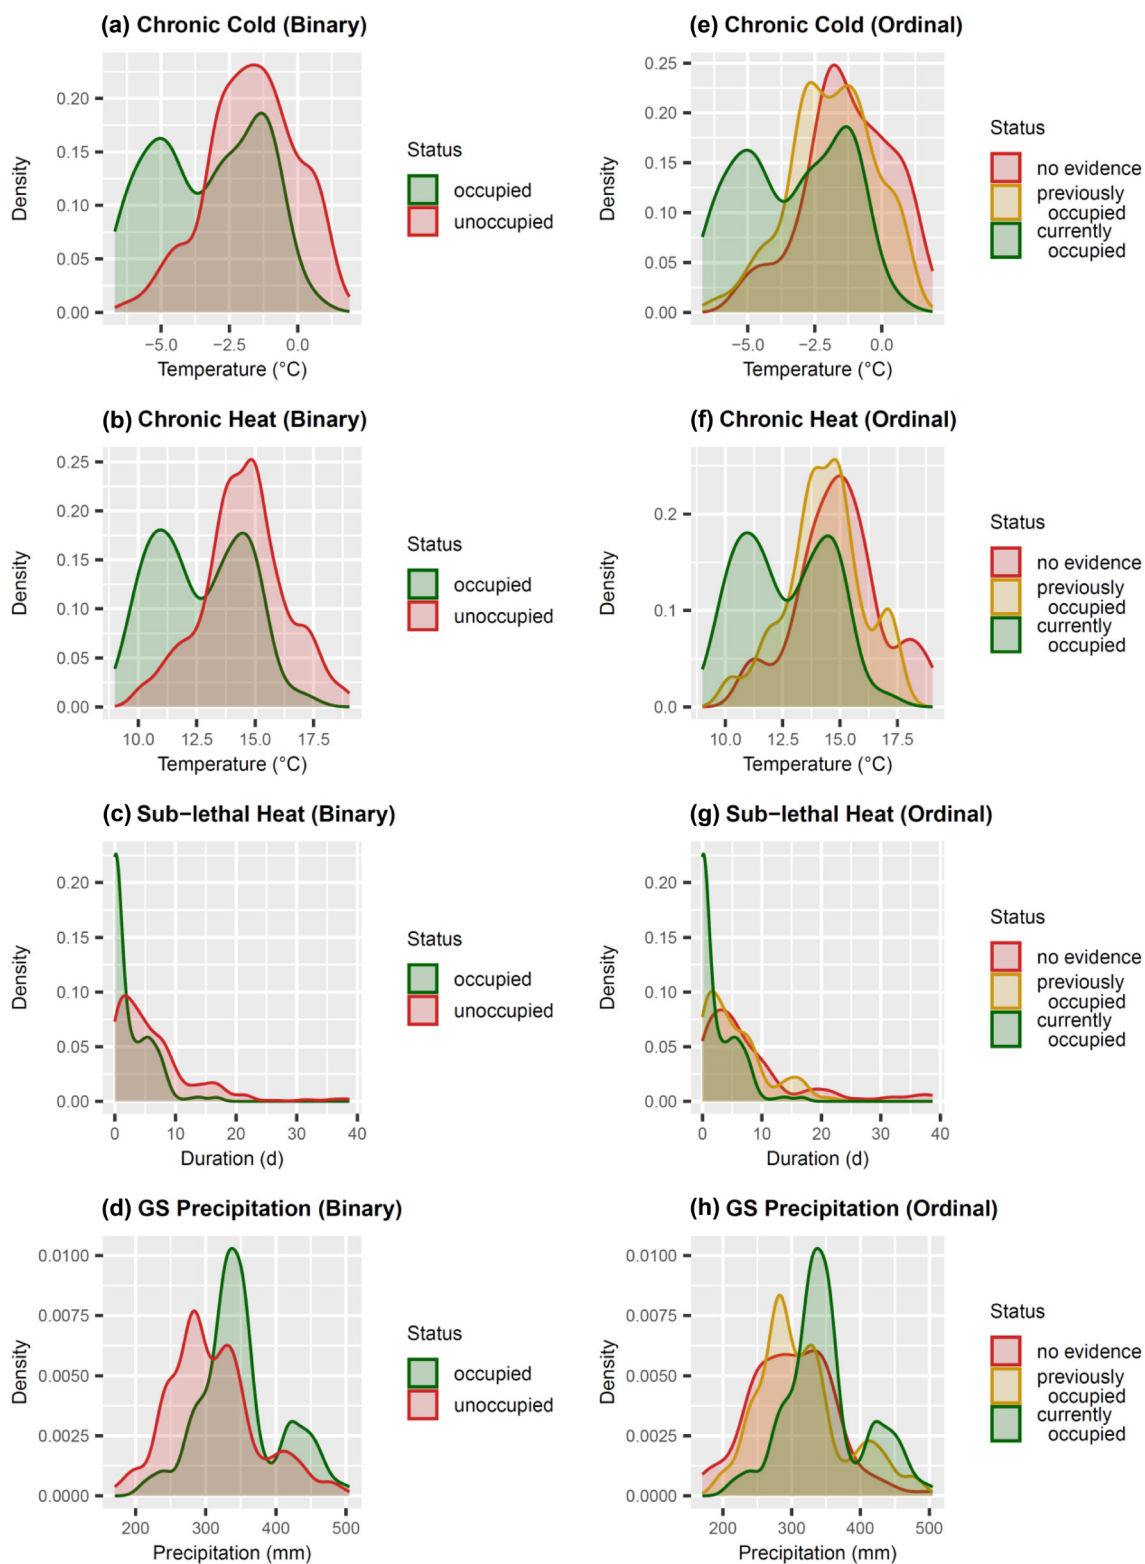 (a) Chronic Cold (Binary)
Density
0.20
0.15
0.10
0.05
0.00
−5.0 −2.5 0.0
Temperature (°C)
Status
occupied
unoccupied
(e) Chronic Cold (Ordinal)
Density
0.25
0.20
0.15
0.10
0.05
0.00
−5.0 −2.5 0.0
Temperature (°C)
Status
no evidence
previously
occupied
currently
occupied
(b) Chronic Heat (Binary)
Density
0.25
0.20
0.15
0.10
0.05
0.00
10.0 12.5 15.0 17.5
Temperature (°C)
Status
occupied
unoccupied
(f) Chronic Heat (Ordinal)
Density
0.2
0.1
0.0
10.0 12.5 15.0 17.5
Temperature (°C)
Status
no evidence
previously
occupied
currently
occupied
(c) Sub−lethal Heat (Binary)
Density
0.20
0.15
0.10
0.05
0.00
0 10 20 30 40
Duration (d)
Status
occupied
unoccupied
(g) Sub−lethal Heat (Ordinal)
Density
0.20
0.15
0.10
0.05
0.00
0 10 20 30 40
Duration (d)
Status
no evidence
previously
occupied
currently
occupied
(d) GS Precipitation (Binary)
Density
0.0100
0.0075
0.0050
0.0025
0.0000
200 300 400 500
Precipitation (mm)
Status
occupied
unoccupied
(h) GS Precipitation (Ordinal)
Density
0.0100
0.0075
0.0050
0.0025
0.0000
200 300 400 500
Precipitation (mm)
Status
no evidence
previously
occupied
currently
occupied